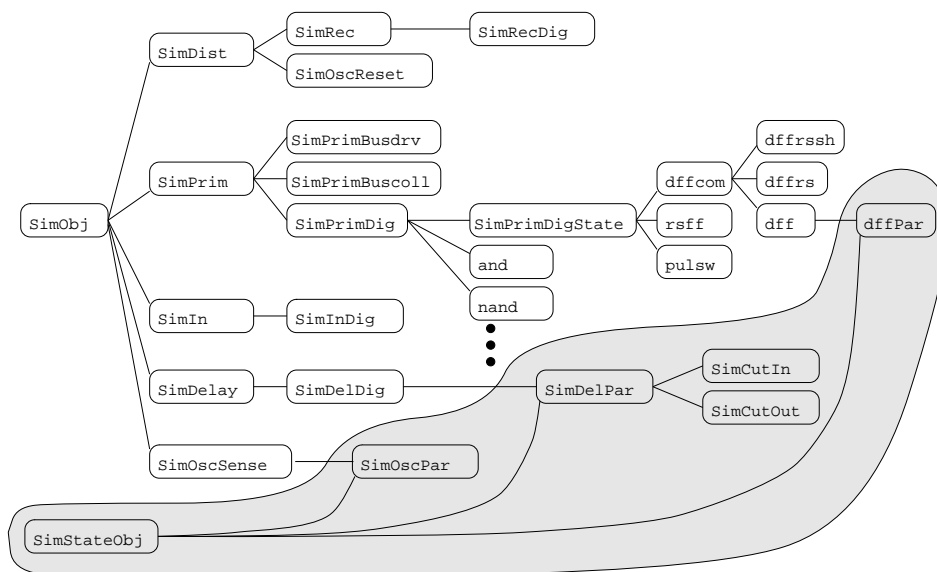 SimRec
SimRecDig
SimDist
SimOscReset
SimPrimBusdrv
dffrssh
SimPrim
SimPrimBuscoll
dffcom
dffrs
SimObj
SimPrimDig
SimPrimDigState
rsff
dff
dffPar
and
pulsw
nand
SimIn
SimInDig
SimCutIn
SimDelay
SimDelDig
SimDelPar
SimCutOut
SimOscSense
SimOscPar
SimStateObj